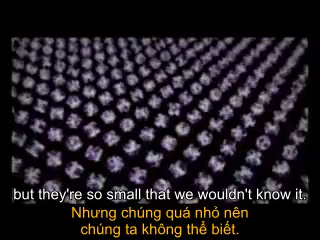 but they're so small that we wouldn't know it.
Nhưng chúng quá nhỏ nên
chúng ta không thể biết.